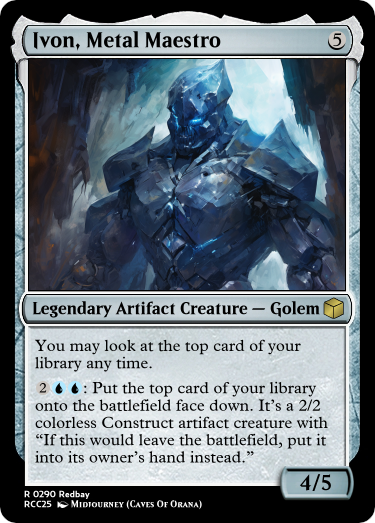 Ivon, Metal Maestro 5
Legendary Artifact Creature — Golem
You may look at the top card of your
library any time.
2: Put the top card of your library
onto the battlefield face down. It's a 2/2
colorless Construct artifact creature with
“If this would leave the battlefield, put it
into its owner's hand instead.”
4/5
R 0290 Redbay
RCC25 Midjourney (Caves Of Orana)